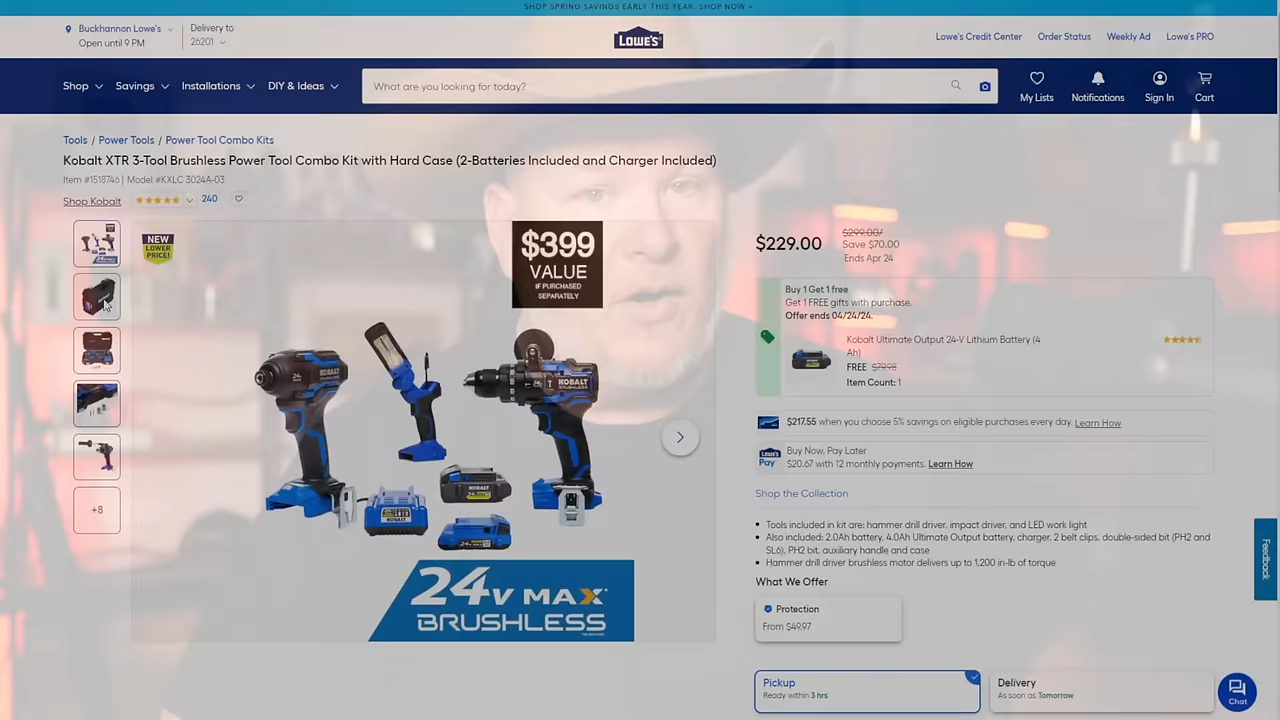 SHOP SPRING SAVINGS EARLY THIS YEAR. SHOP NOW >
Buckhannon Lowe's
Open until 9 PM
Delivery to
26201
LOWE'S
Lowe's Credit Center
Order Status
Weekly Ad
Lowe's PRO
Shop
Savings
Installations
DIY & Ideas
What are you looking for today?
My Lists
Notifications
Sign In
Cart
Tools / Power Tools / Power Tool Combo Kits
Kobalt XTR 3-Tool Brushless Power Tool Combo Kit with Hard Case (2-Batteries Included and Charger Included)
Item #1518746 | Model #KXLC 3024A-03
Shop Kobalt
240
NEW
LOWER
PRICE!
$399
VALUE
IF PURCHASED
SEPARATELY
KOBALT
KOBALT
KOBALT
KOBALT
24V MAX
BRUSHLESS
+8
$229.00
$299.00/
Save $70.00
Ends Apr 24
Buy 1 Get 1 free
Get 1 FREE gifts with purchase.
Offer ends 04/24/24.
Kobalt Ultimate Output 24-V Lithium Battery (4
Ah)
FREE $79.98
Item Count: 1
$217.55 when you choose 5% savings on eligible purchases every day. Learn How
Lowe's
Pay
Buy Now, Pay Later
$20.67 with 12 monthly payments. Learn How
Shop the Collection
Tools included in kit are: hammer drill driver, impact driver, and LED work light
Also included: 2.0Ah battery, 4.0Ah Ultimate Output battery, charger, 2 belt clips, double-sided bit (PH2 and
SL6), PH2 bit, auxiliary handle and case
Hammer drill driver brushless motor delivers up to 1,200 in-lb of torque
What We Offer
Protection
From $49.97
Pickup
Ready within 3 hrs
Delivery
As soon as Tomorrow
Feedback
Chat